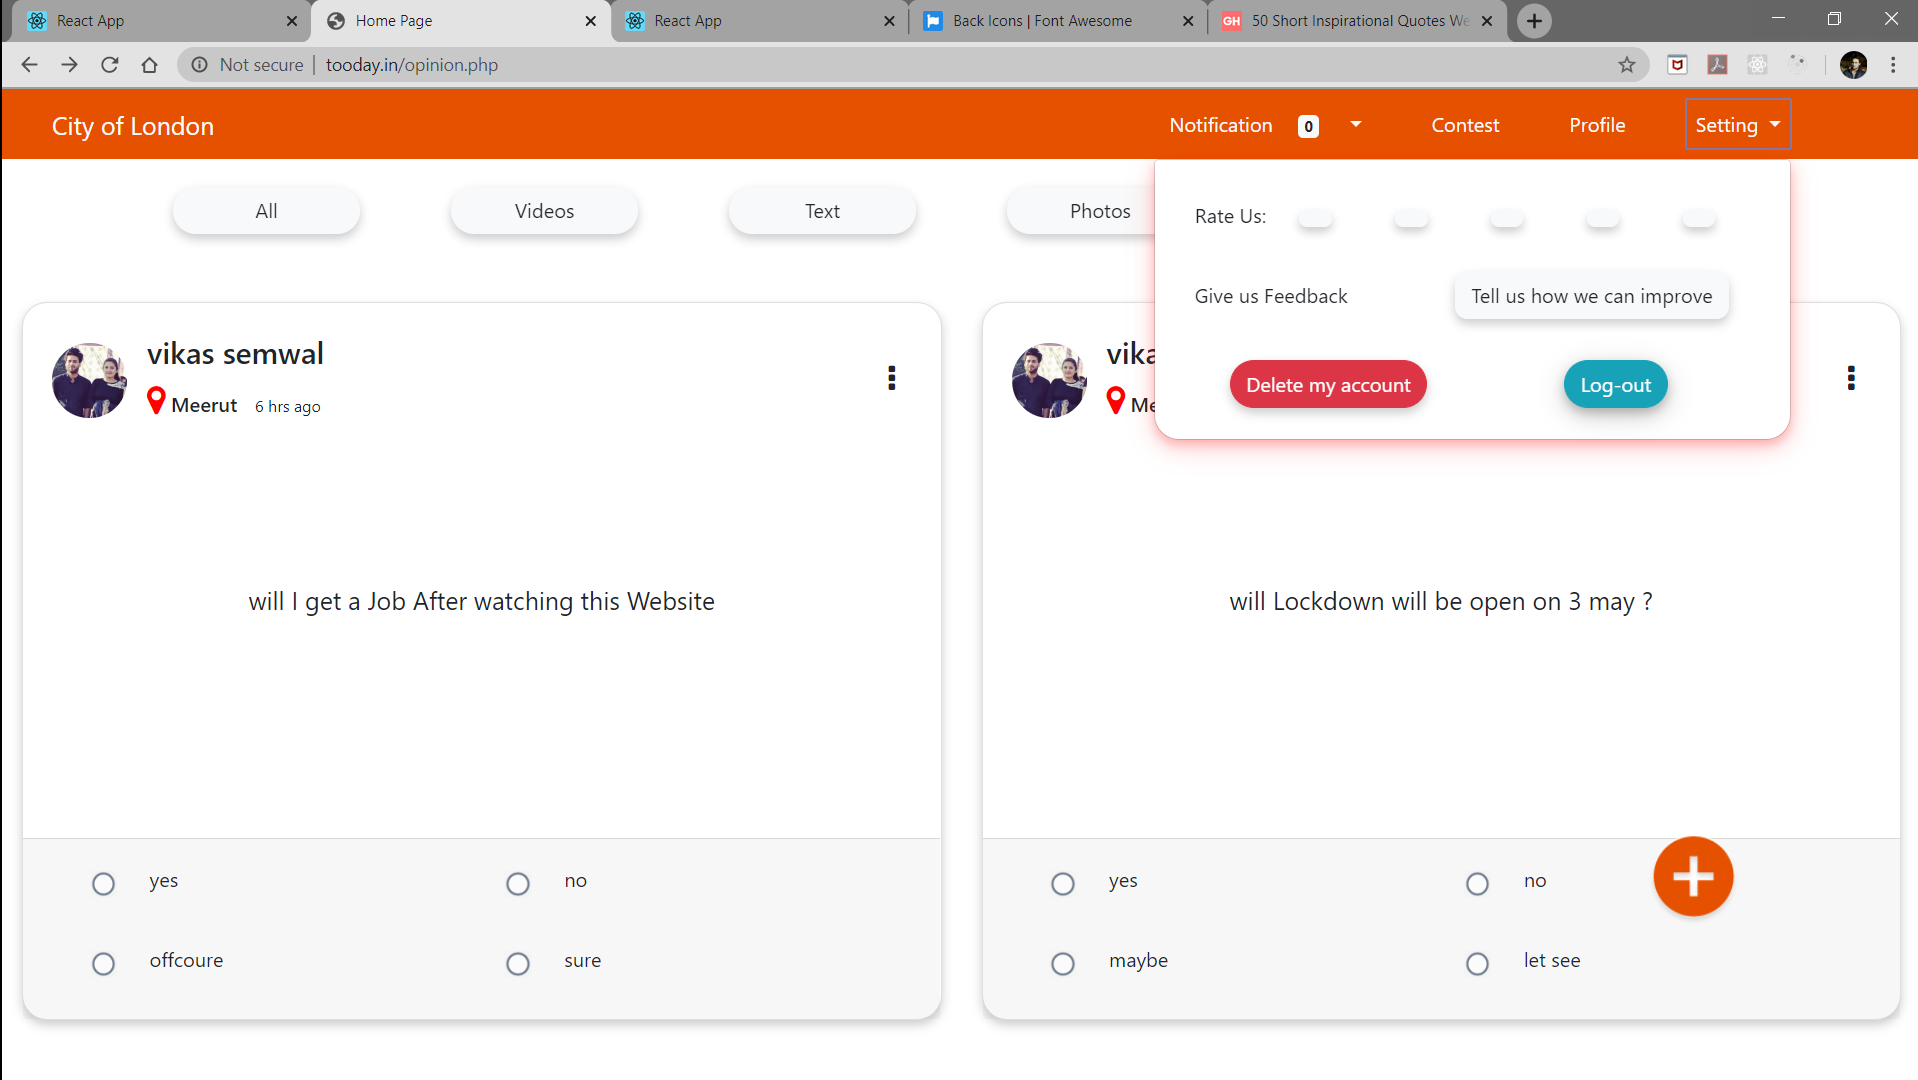 React App
Home Page
React App
Back Icons | Font Awesome
GH 50 Short Inspirational Quotes We
Not secure | tooday.in/opinion.php
City of London
Notification 0
Contest
Profile
Setting
All
Videos
Text
Photos
Rate Us:
Give us Feedback
Tell us how we can improve
Delete my account
Log-out
vikas semwal
Meerut 6 hrs ago
will I get a Job After watching this Website
yes
no
offcoure
sure
vika
Me
will Lockdown will be open on 3 may ?
yes
no
maybe
let see